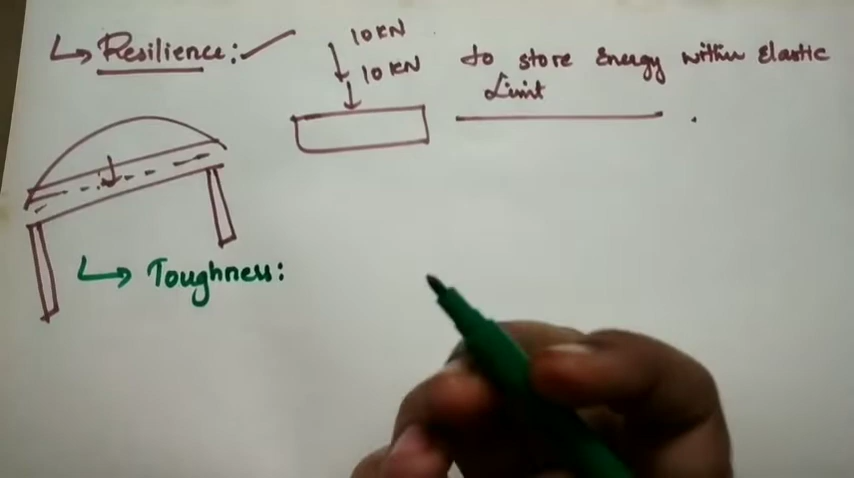 Resilience:
10 KN
10 KN
to store Energy within Elastic
Limit
Toughness: